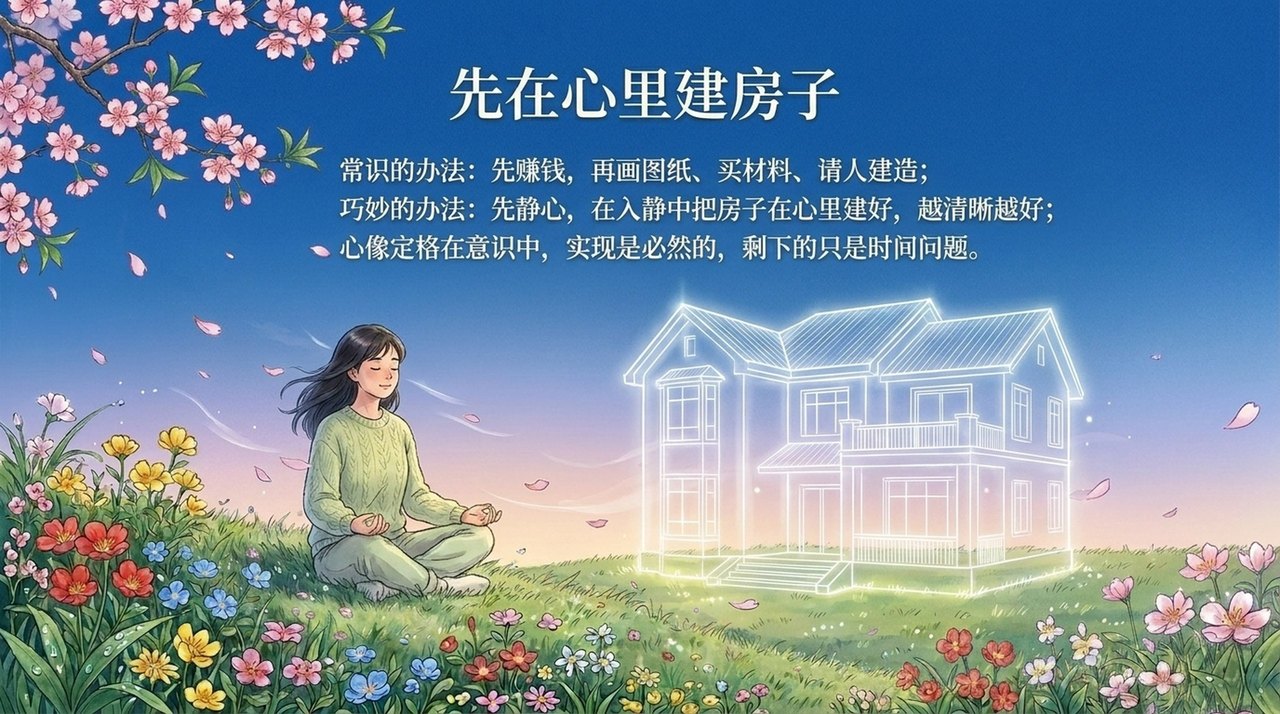 先在心里建房子
常识的办法：先赚钱，再画图纸、买材料、请人建造；
巧妙的办法：先静心，在入静中把房子在心里建好，越清晰越好；
心像定格在意识中，实现是必然的，剩下的只是时间问题。